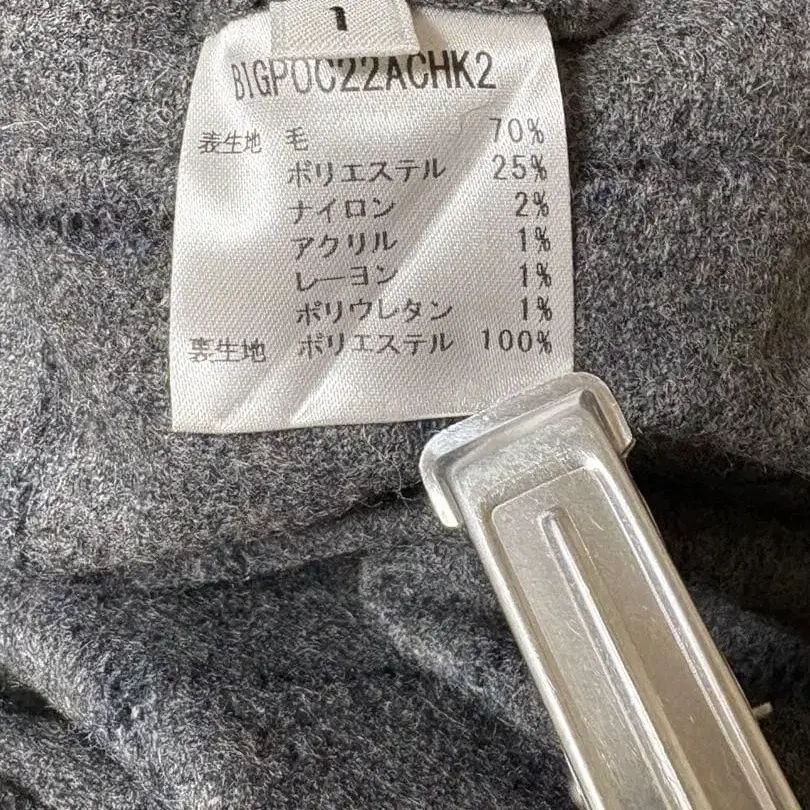 1
BIGPOC22ACHK2
表生地 毛 70%
ポリエステル 25%
ナイロン 2%
アクリル 1%
レーヨン 1%
ポリウレタン 1%
裏生地 ポリエステル 100%